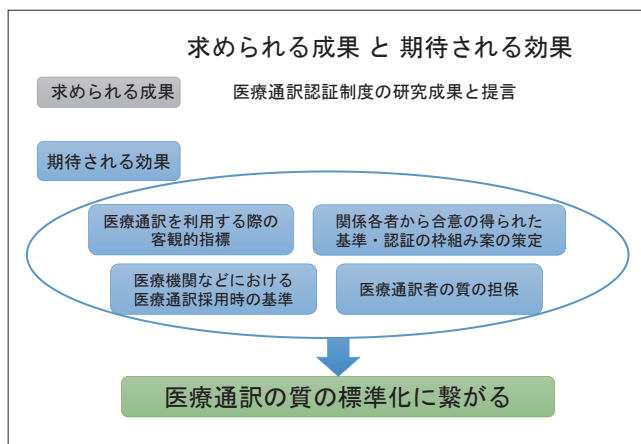 求められる成果 と 期待される効果
求められる成果
医療通訳認証制度の研究成果と提言
期待される効果
医療通訳を利用する際の
客観的指標
関係各者から合意の得られた
基準・認証の枠組み案の策定
医療機関などにおける
医療通訳採用時の基準
医療通訳者の質の担保
医療通訳の質の標準化に繋がる